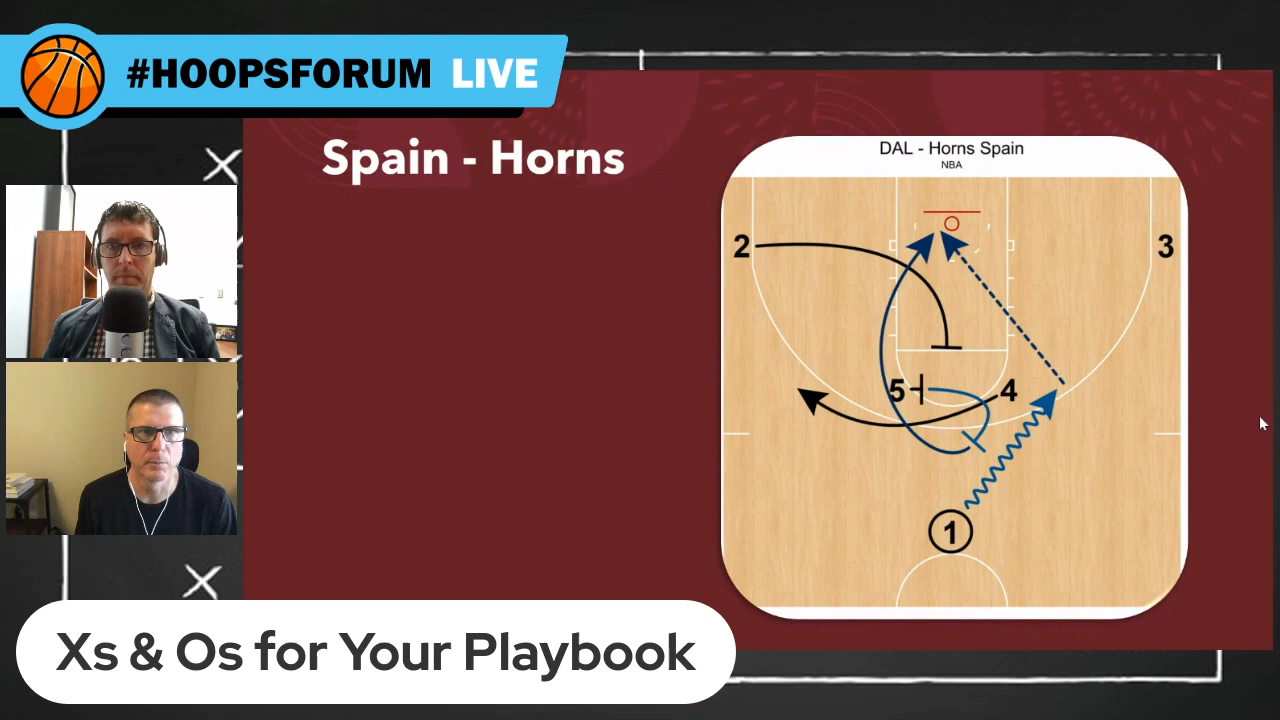 #HOOPSFORUM LIVE
Spain - Horns
DAL - Horns Spain
NBA
2
3
5
4
1
Xs & Os for Your Playbook